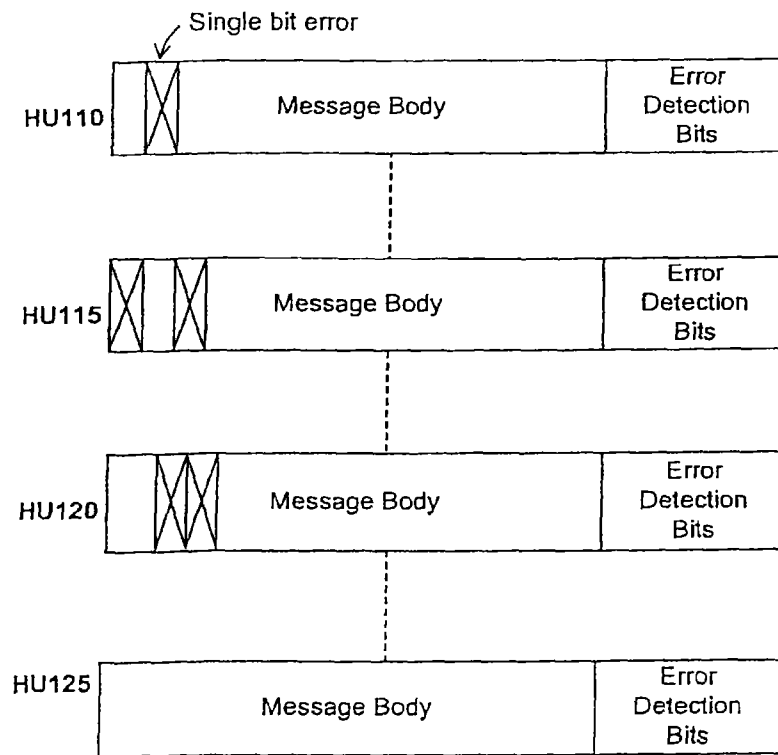 Single bit error
HU110
Message Body
Error
Detection
Bits
HU115
Message Body
Error
Detection
Bits
HU120
Message Body
Error
Detection
Bits
HU125
Message Body
Error
Detection
Bits